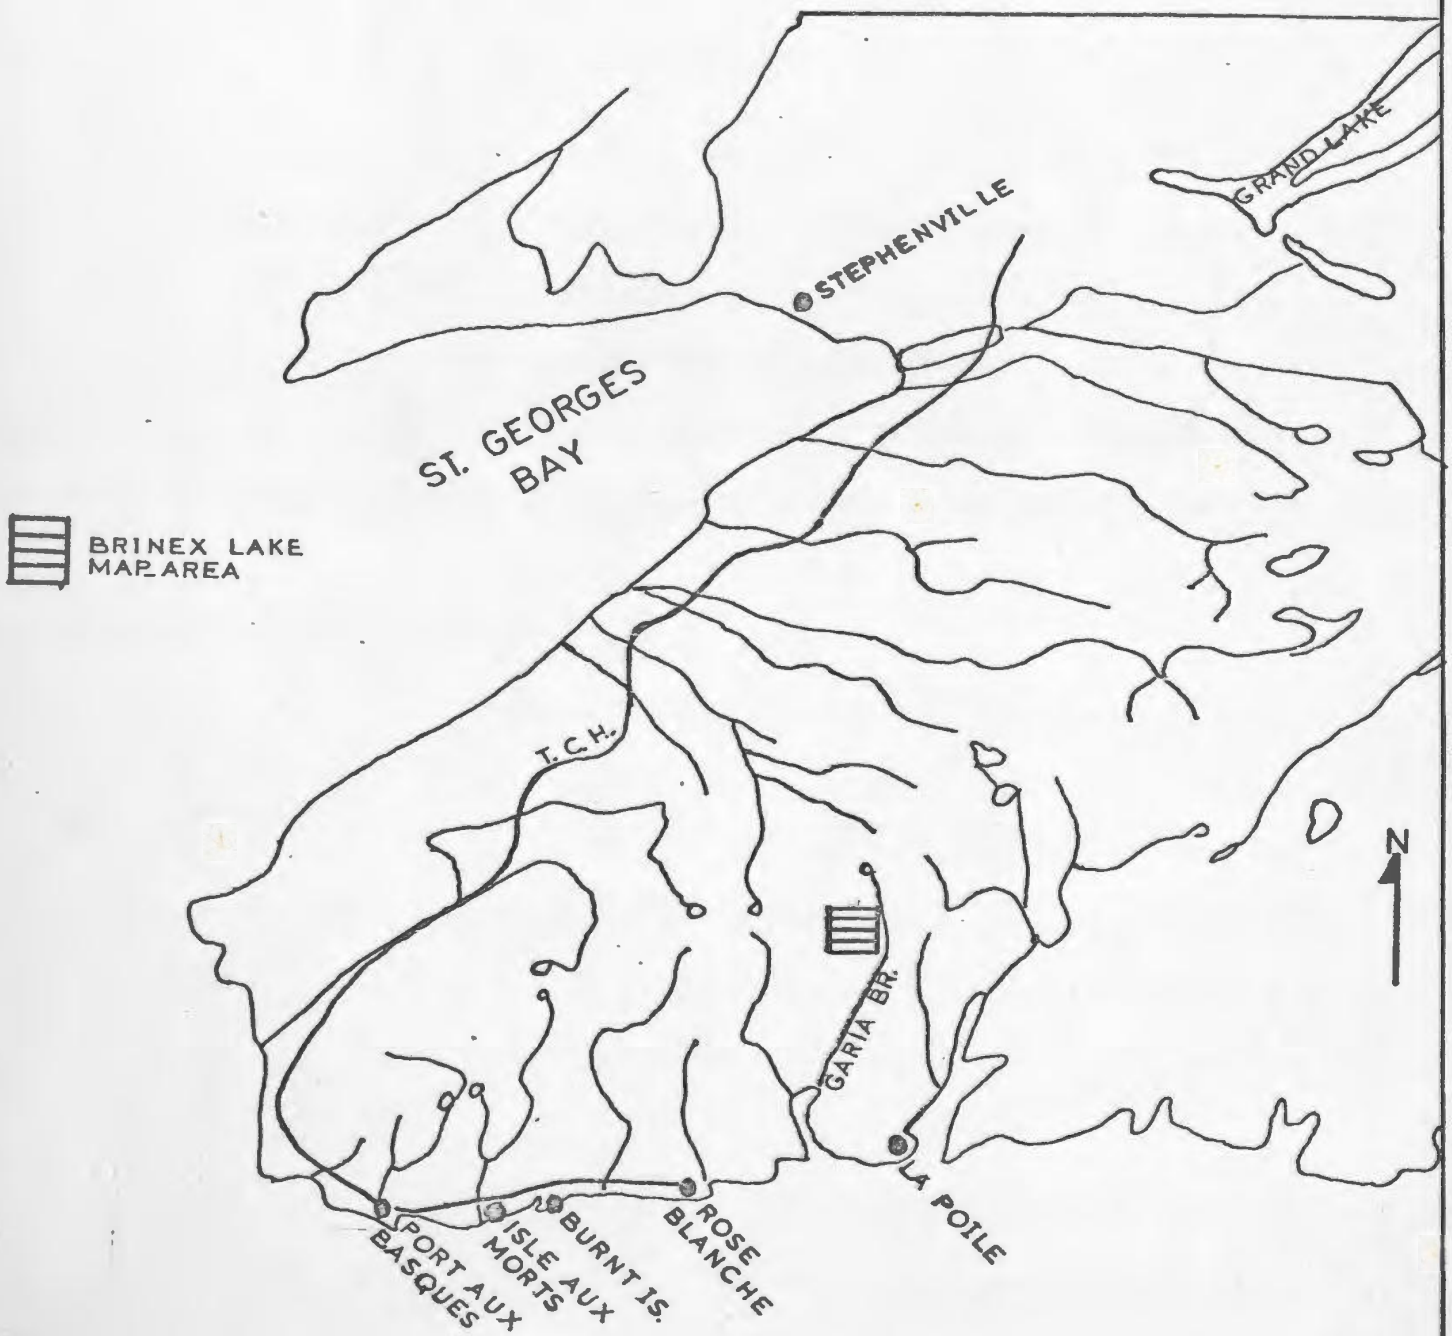 GRAND LAKE
STEPHENVILLE
ST. GEORGES
BAY
BRINEX LAKE
MAP AREA
T.C.H.
N
GARIA BR.
LA POILE
ROSE
BLANCHE
BURNT IS.
ISLE AUX
MORTS
PORT AUX
BASQUES